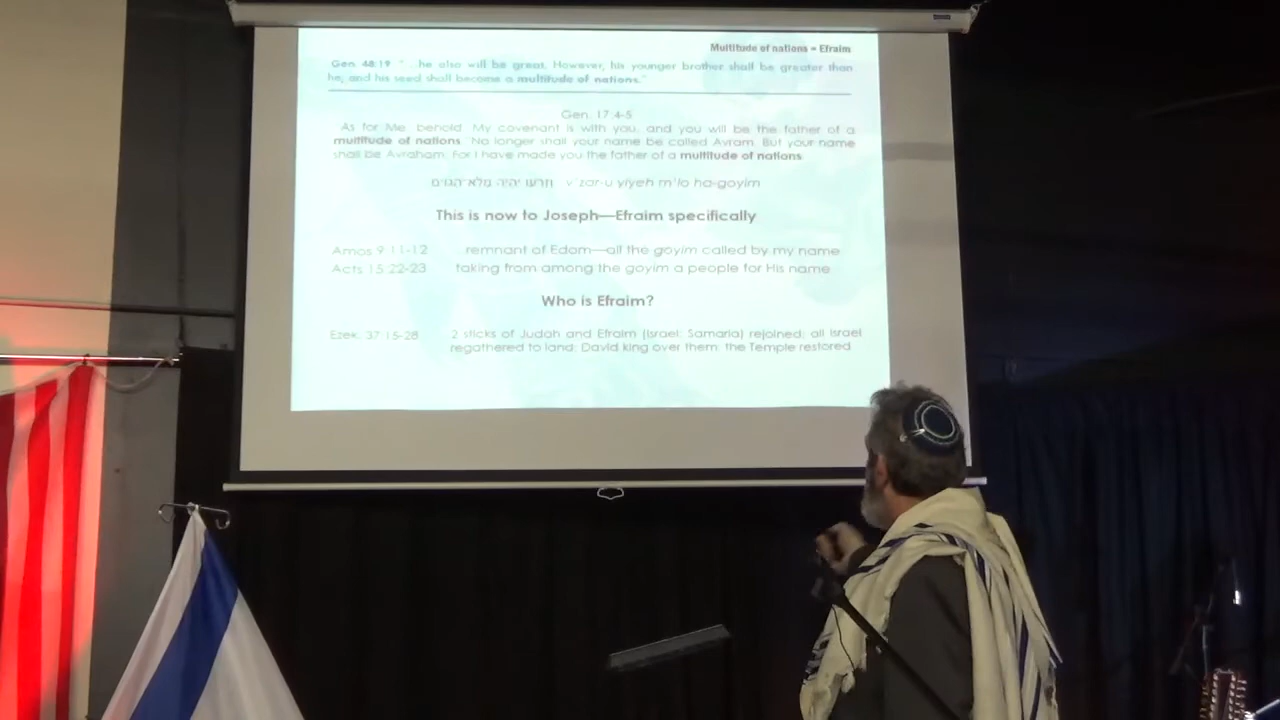 Multitude of nations = Efraim
Gen. 48:19 "...he also will be great. However, his younger brother shall be greater than
he, and his seed shall become a multitude of nations."
Gen. 17:4-5
As for Me, behold, My covenant is with you, and you will be the father of a
multitude of nations. No longer shall your name be called Avram. But your name
shall be Avraham. For I have made you the father of a multitude of nations
וזרעו יהיה מלא־הגוים v'zar-u yiyeh m'lo ha-goyim
This is now to Joseph—Efraim specifically
Amos 9:11-12 remnant of Edom—all the goyim called by my name
Acts 15:22-23 taking from among the goyim a people for His name
Who is Efraim?
Ezek. 37:15-28 2 sticks of Judah and Efraim (Israel; Samaria) rejoined; all Israel
regathered to land; David king over them; the Temple restored